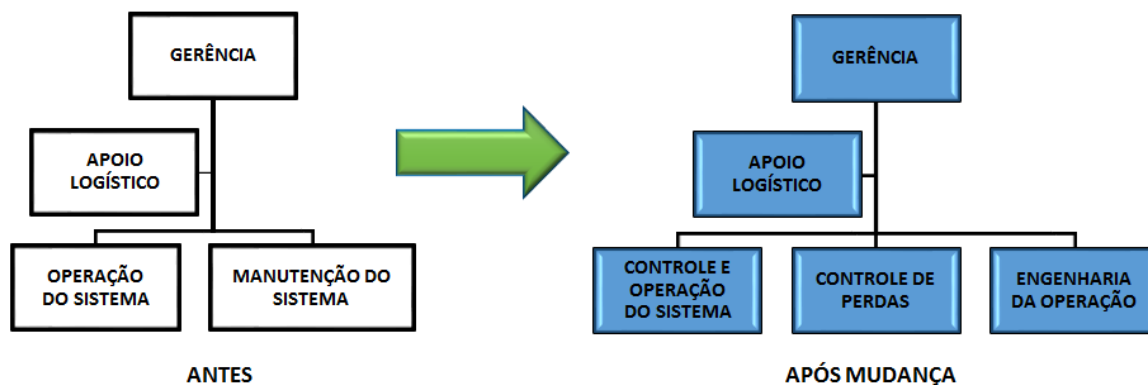 GERÊNCIA
APOIO
LOGÍSTICO
OPERAÇÃO
DO SISTEMA
MANUTENÇÃO DO
SISTEMA
ANTES
GERÊNCIA
APOIO
LOGÍSTICO
CONTROLE E
OPERAÇÃO
DO SISTEMA
CONTROLE DE
PERDAS
ENGENHARIA
DA OPERAÇÃO
APÓS MUDANÇA